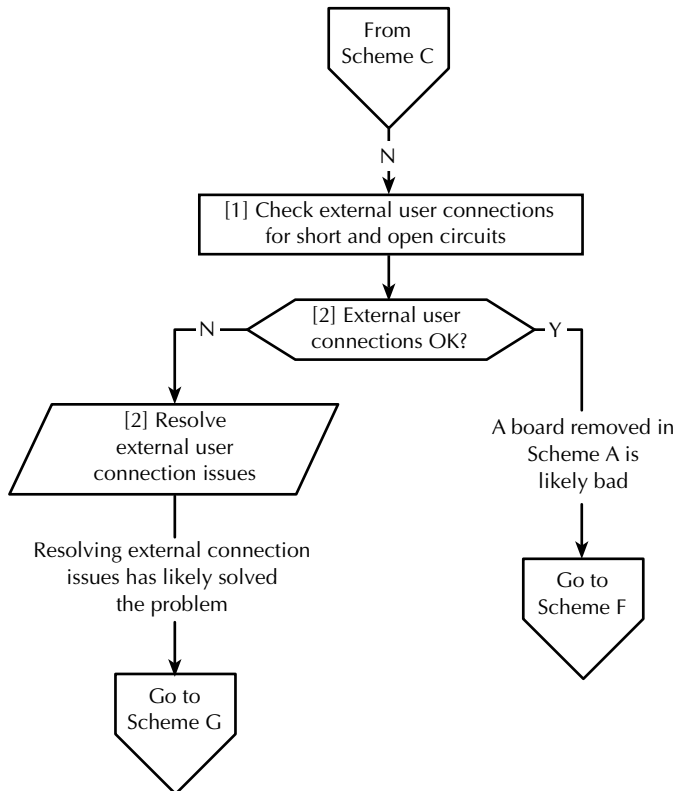 From
Scheme C
N
[1] Check external user connections
for short and open circuits
[2] External user
connections OK?
N
Y
[2] Resolve
external user
connection issues
A board removed in
Scheme A is
likely bad
Resolving external connection
issues has likely solved
the problem
Go to
Scheme F
Go to
Scheme G